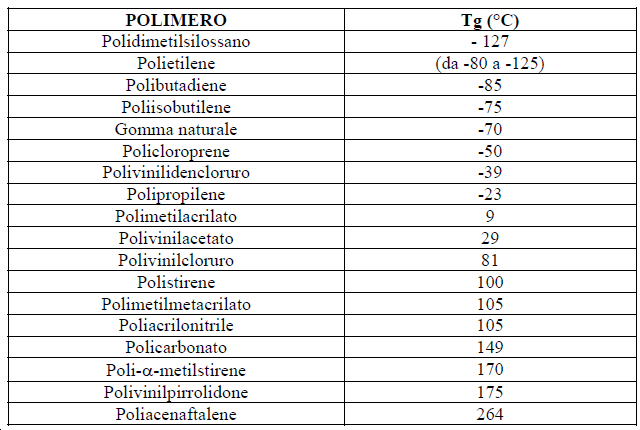 POLIMERO Tg (°C)
Polidimetilsilossano - 127
Polietilene (da -80 a -125)
Polibutadiene -85
Poliisobutilene -75
Gomma naturale -70
Policloroprene -50
Polivinilidencloruro -39
Polipropilene -23
Polimetilacrilato 9
Polivinilacetato 29
Polivinilcloruro 81
Polistirene 100
Polimetilmetacrilato 105
Poliacrilonitrile 105
Policarbonato 149
Poli-α-metilstirene 170
Polivinilpirrolidone 175
Poliacenaftalene 264